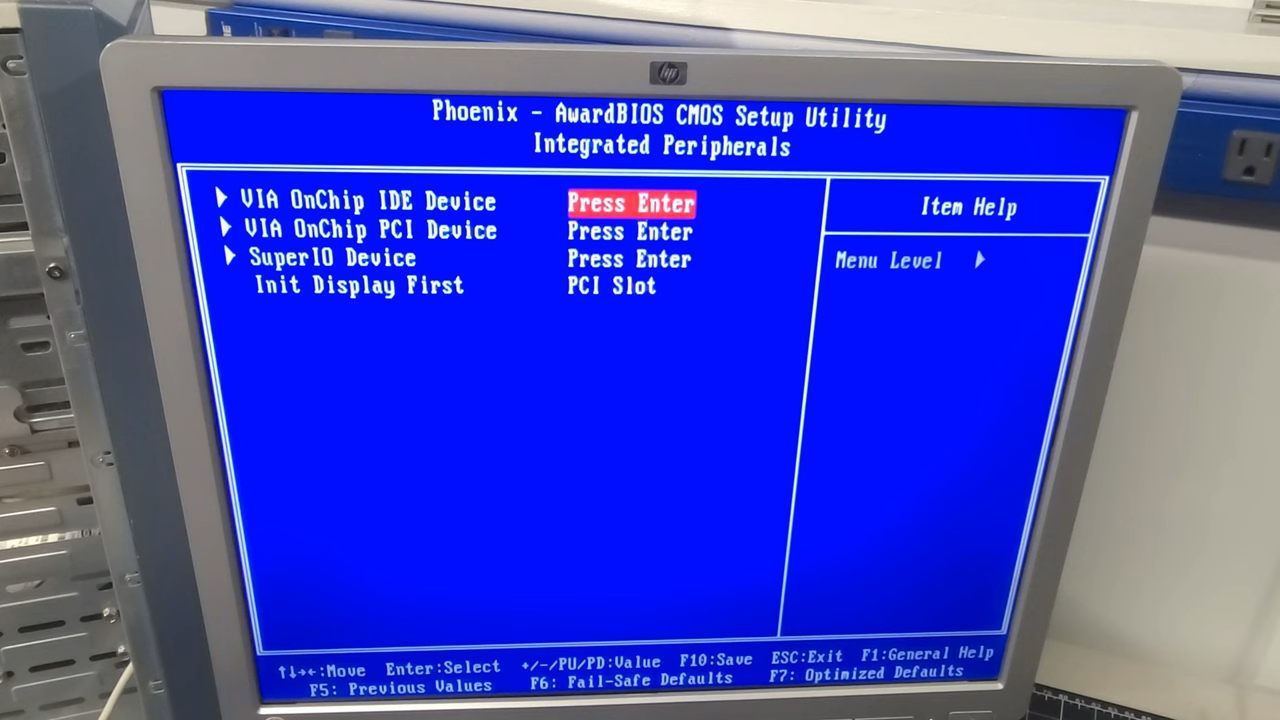 hp
Phoenix - AwardBIOS CMOS Setup Utility
Integrated Peripherals
VIA OnChip IDE Device Press Enter
VIA OnChip PCI Device Press Enter
SuperIO Device Press Enter
Init Display First PCI Slot
Item Help
Menu Level
↑↓→←:Move Enter:Select +/-/PU/PD:Value F10:Save ESC:Exit F1:General Help
F5: Previous Values F6: Fail-Safe Defaults F7: Optimized Defaults